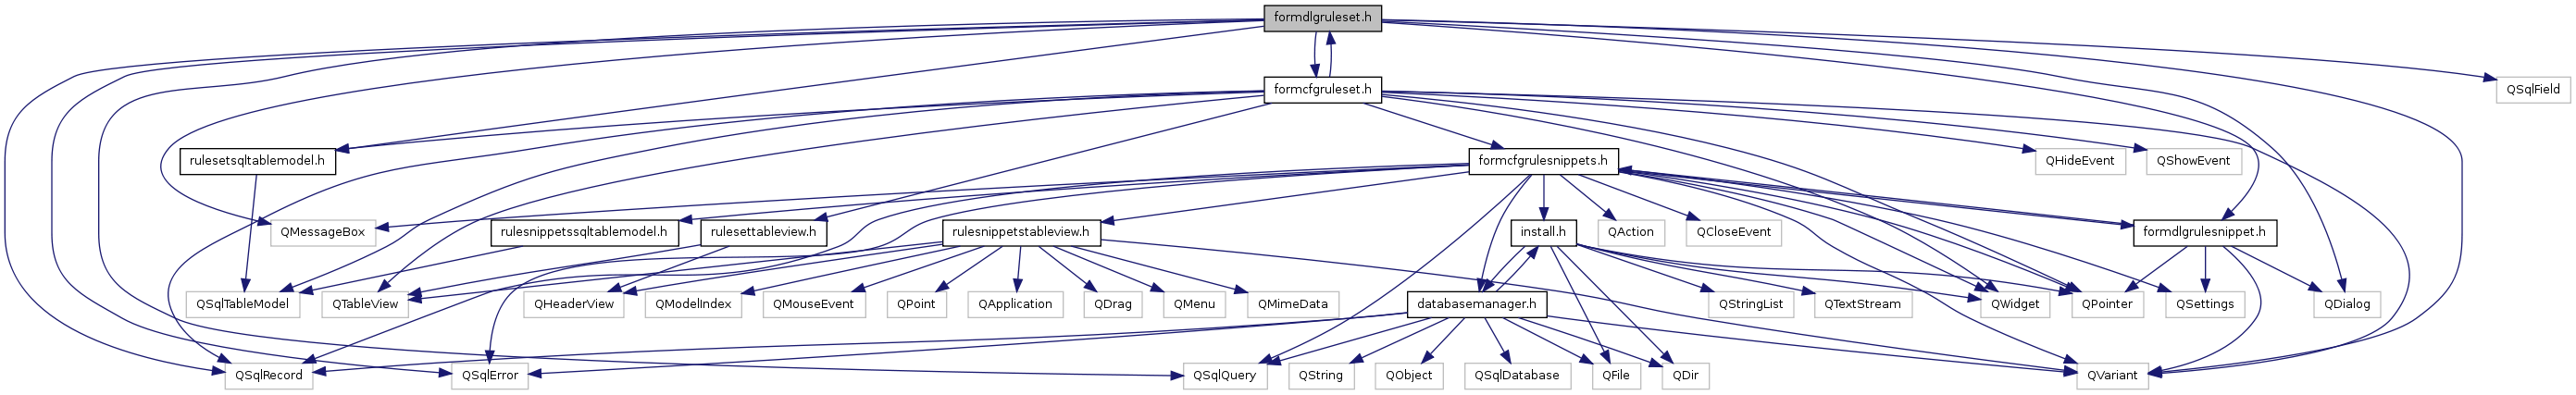 formdlgruleset.h
formcfgruleset.h
QSqlField
rulesetsqltablemodel.h
formcfgrulesnippets.h
QHideEvent
QShowEvent
QMessageBox
rulesnippetssqltablemodel.h
rulesettableview.h
rulesnippetstableview.h
install.h
QAction
QCloseEvent
formdlgrulesnippet.h
QSqlTableModel
QTableView
QHeaderView
QModelIndex
QMouseEvent
QPoint
QApplication
QDrag
QMenu
QMimeData
databasemanager.h
QStringList
QTextStream
QWidget
QPointer
QSettings
QDialog
QSqlRecord
QSqlError
QSqlQuery
QString
QObject
QSqlDatabase
QFile
QDir
QVariant